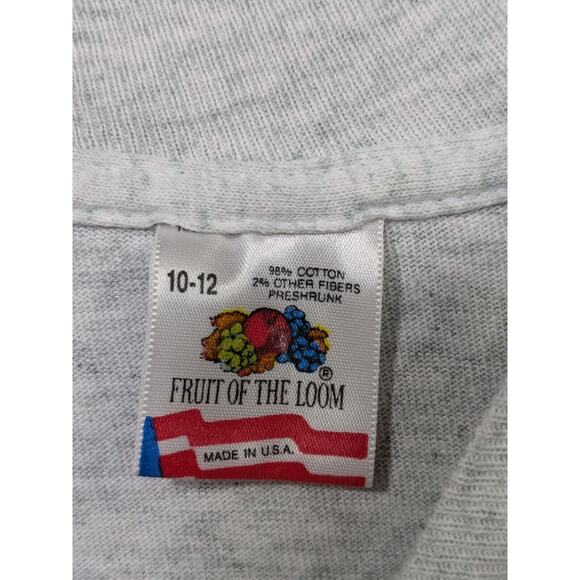 10-12
98% COTTON
2% OTHER FIBERS
PRESHRUNK
®
FRUIT OF THE LOOM
MADE IN U.S.A.